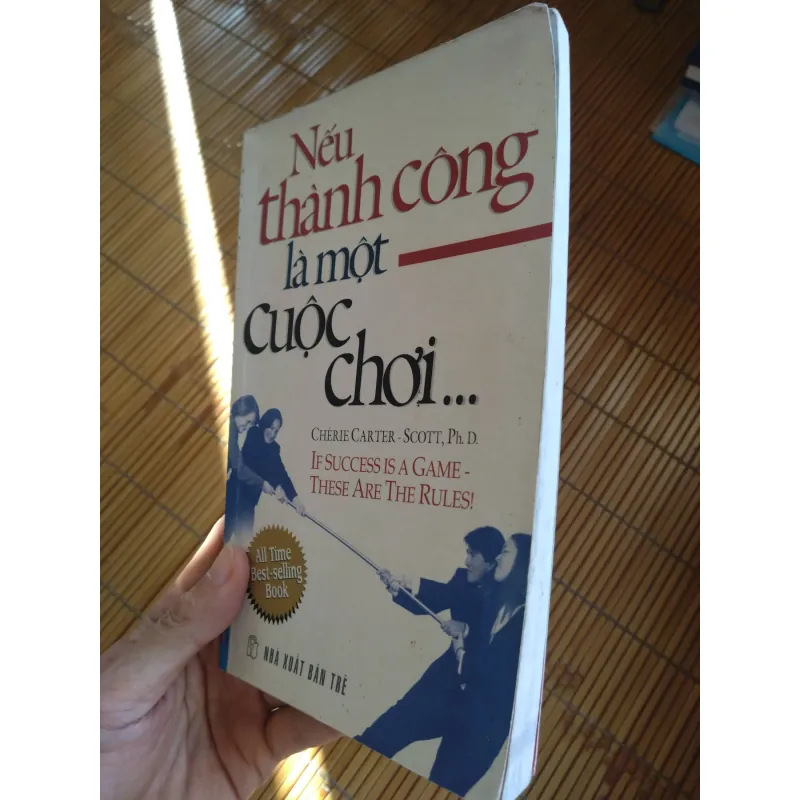 Nếu
thành công
là một
cuộc
chơi...
CHÉRIE CARTER - SCOTT, PH. D.
IF SUCCESS IS A GAME -
THESE ARE THE RULES!
All Time
Best-selling
Book
NHÀ XUẤT BẢN TRẺ